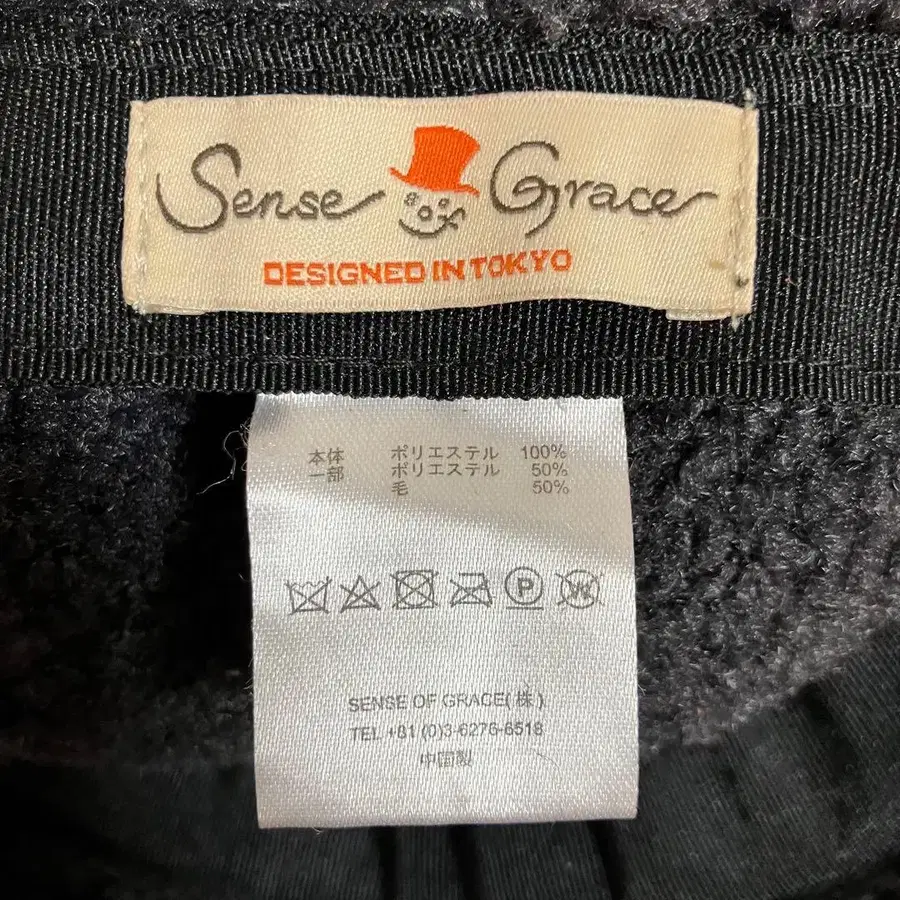 Sense Grace
DESIGNED IN TOKYO
本体 ポリエステル 100%
一部 ポリエステル 50%
毛 50%
P W
SENSE OF GRACE(株)
TEL +81 (0)3-6276-6518
中国製